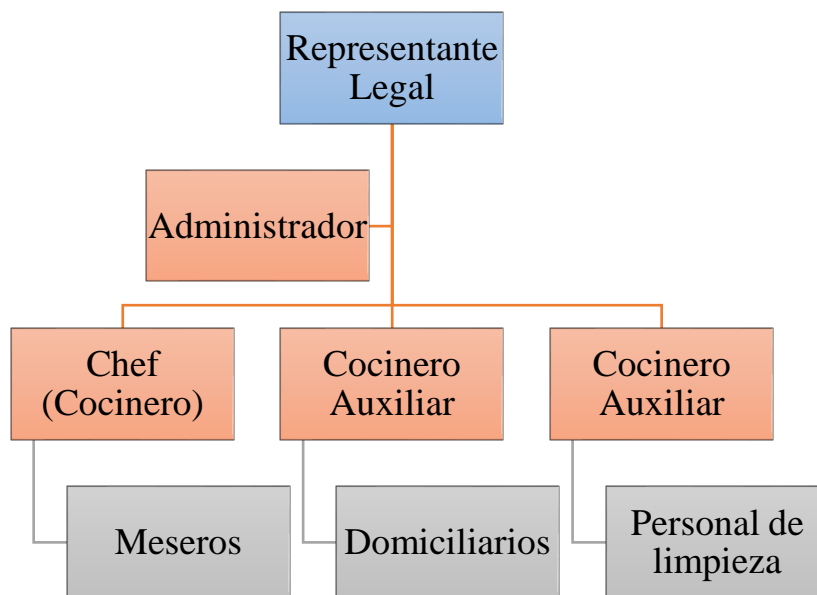 Representante
Legal
Administrador
Chef
(Cocinero)
Cocinero
Auxiliar
Cocinero
Auxiliar
Meseros
Domiciliarios
Personal de
limpieza